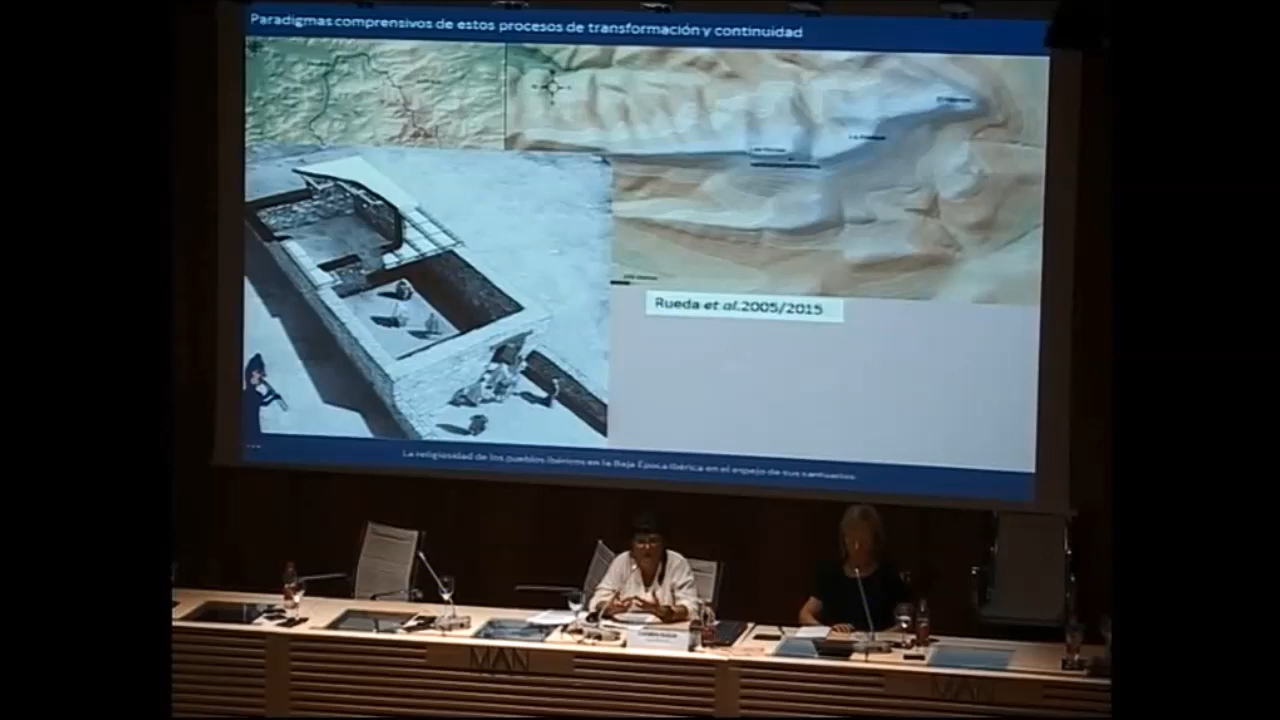 Paradigmas comprensivos de estos procesos de transformación y continuidad
Rueda et al.2005/2015
La religiosidad de los pueblos ibéricos en la Baja Época Ibérica en el espejo de sus santuarios
MAN
MAN